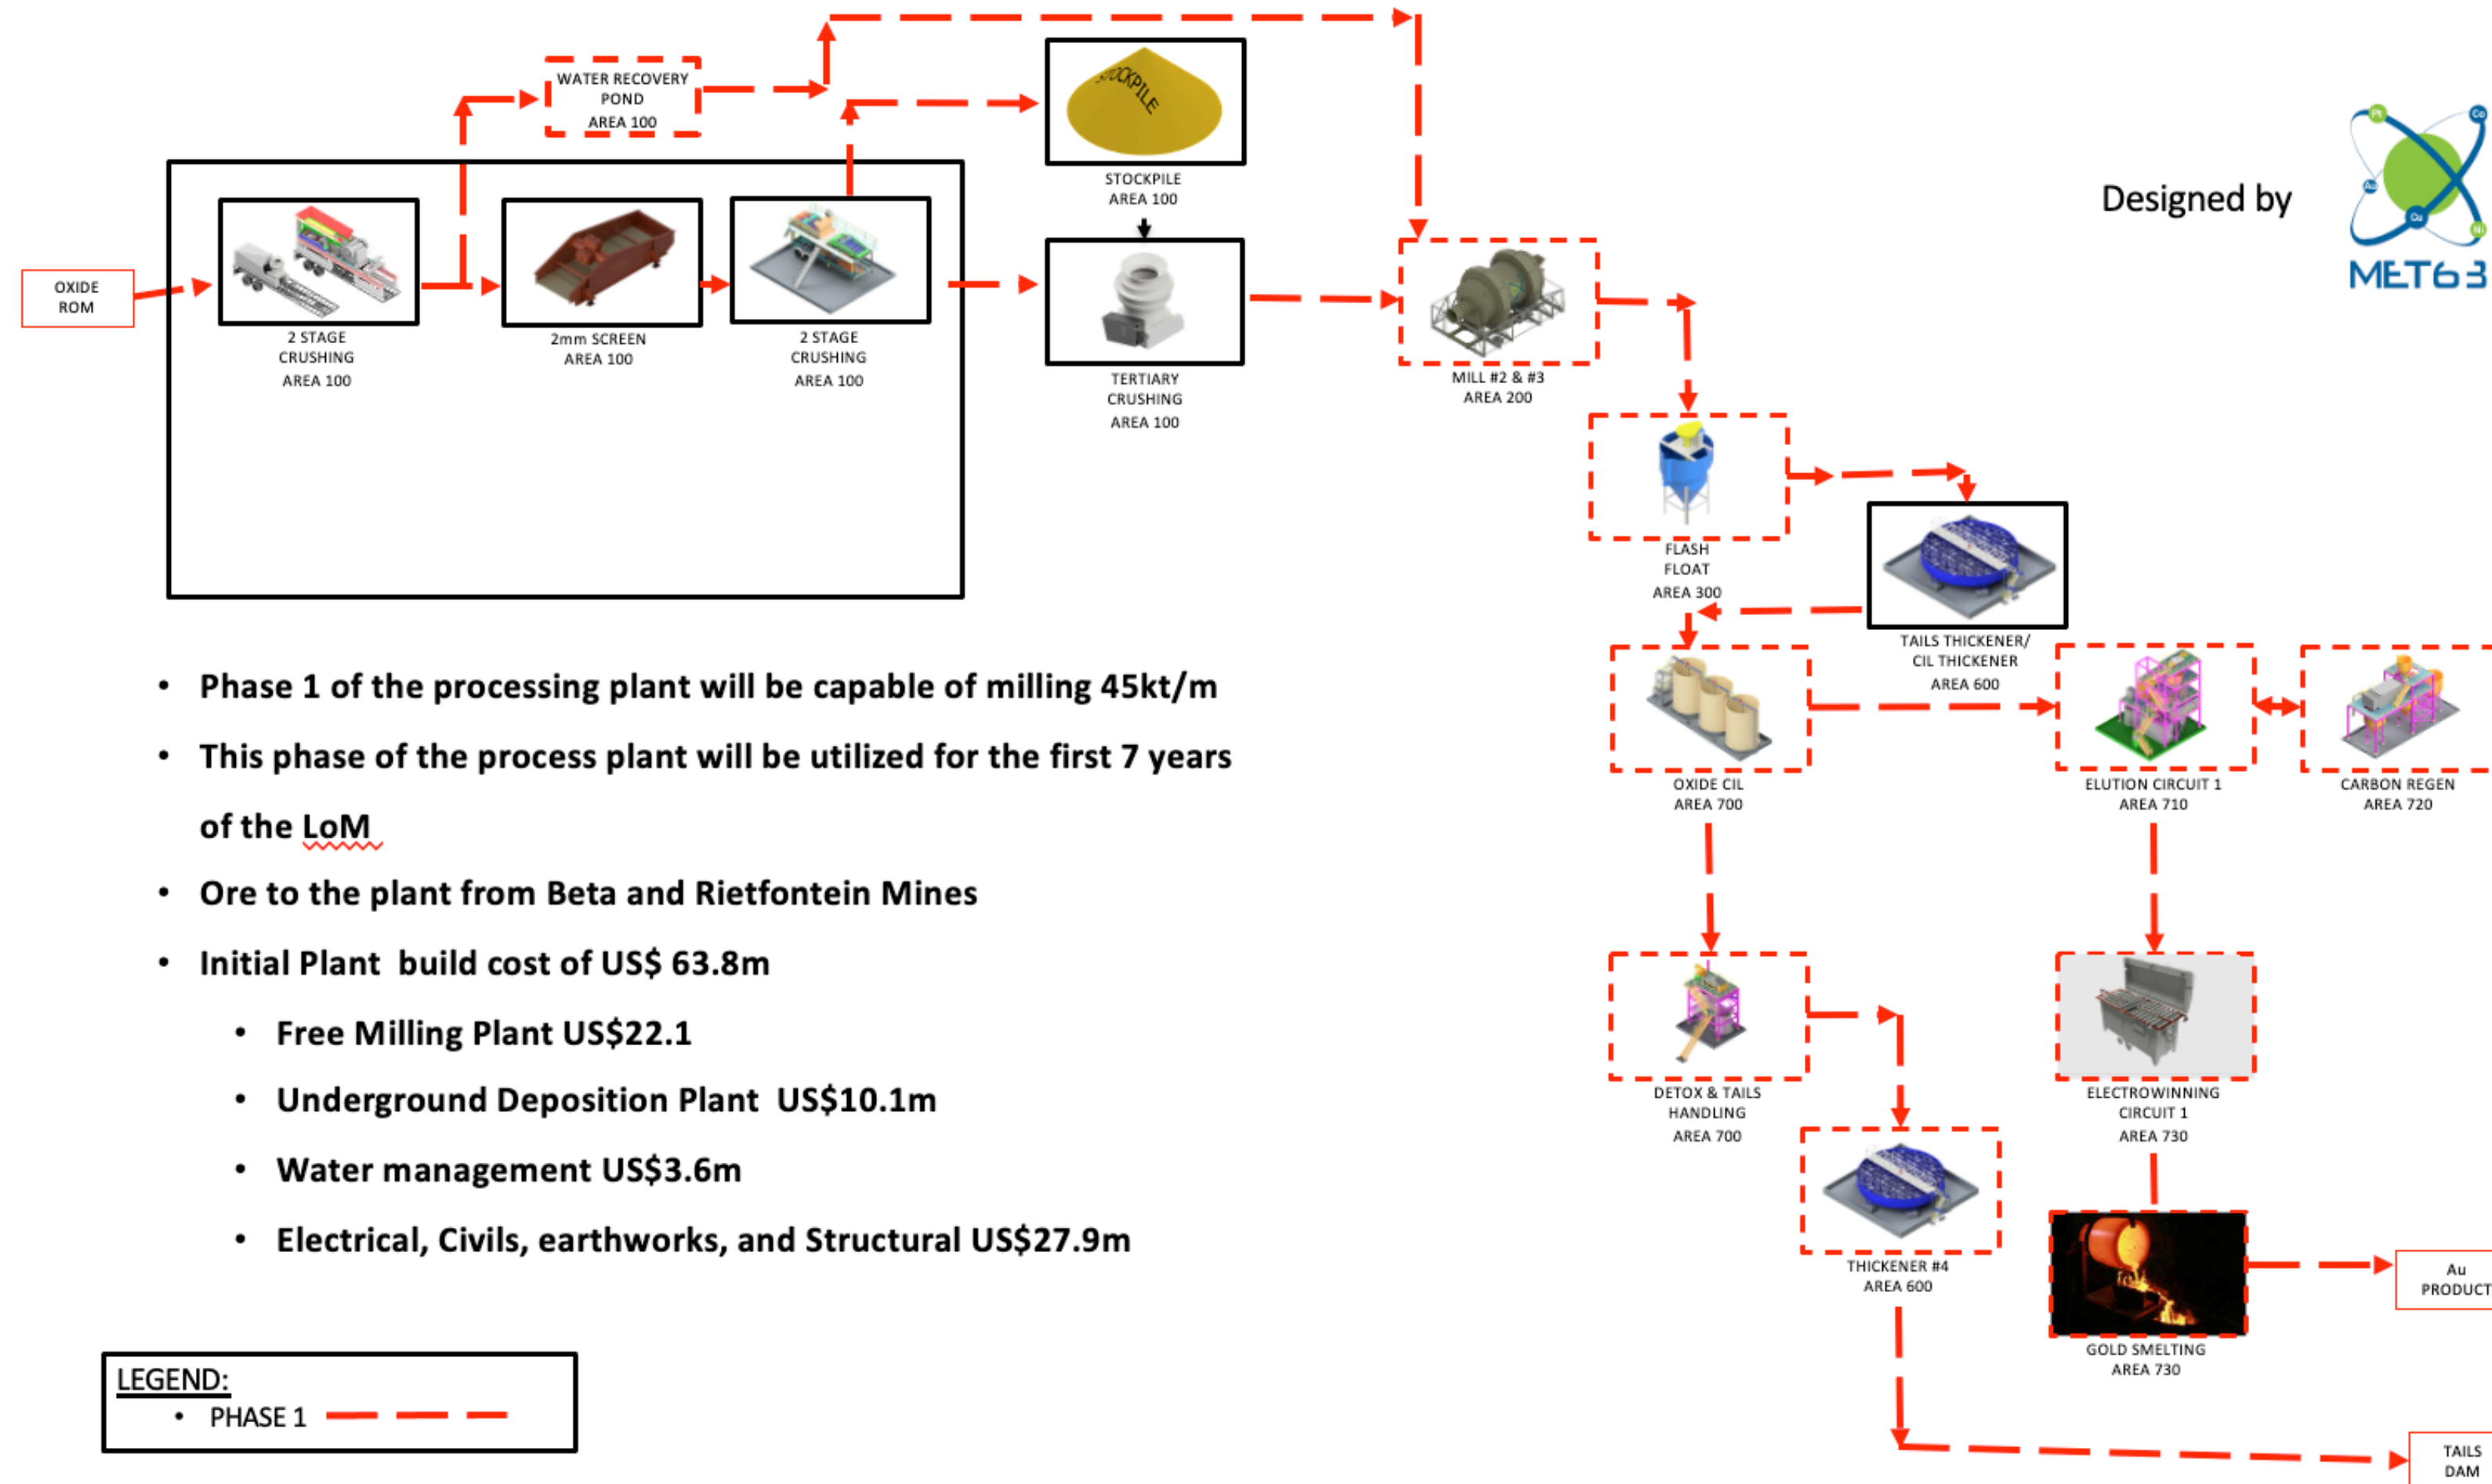 WATER RECOVERY
POND
AREA 100
STOCKPILE
STOCKPILE
AREA 100
Designed by
Pt
Co
Au
Cu
Ni
MET63
OXIDE
ROM
2 STAGE
CRUSHING
AREA 100
2mm SCREEN
AREA 100
2 STAGE
CRUSHING
AREA 100
TERTIARY
CRUSHING
AREA 100
MILL #2 & #3
AREA 200
FLASH
FLOAT
AREA 300
TAILS THICKENER/
CIL THICKENER
AREA 600
OXIDE CIL
AREA 700
ELUTION CIRCUIT 1
AREA 710
CARBON REGEN
AREA 720
• Phase 1 of the processing plant will be capable of milling 45kt/m
• This phase of the process plant will be utilized for the first 7 years
of the LoM
• Ore to the plant from Beta and Rietfontein Mines
• Initial Plant build cost of US$ 63.8m
• Free Milling Plant US$22.1
• Underground Deposition Plant US$10.1m
• Water management US$3.6m
• Electrical, Civils, earthworks, and Structural US$27.9m
DETOX & TAILS
HANDLING
AREA 700
ELECTROWINNING
CIRCUIT 1
AREA 730
THICKENER #4
AREA 600
GOLD SMELTING
AREA 730
Au
PRODUCT
TAILS
DAM
LEGEND:
• PHASE 1